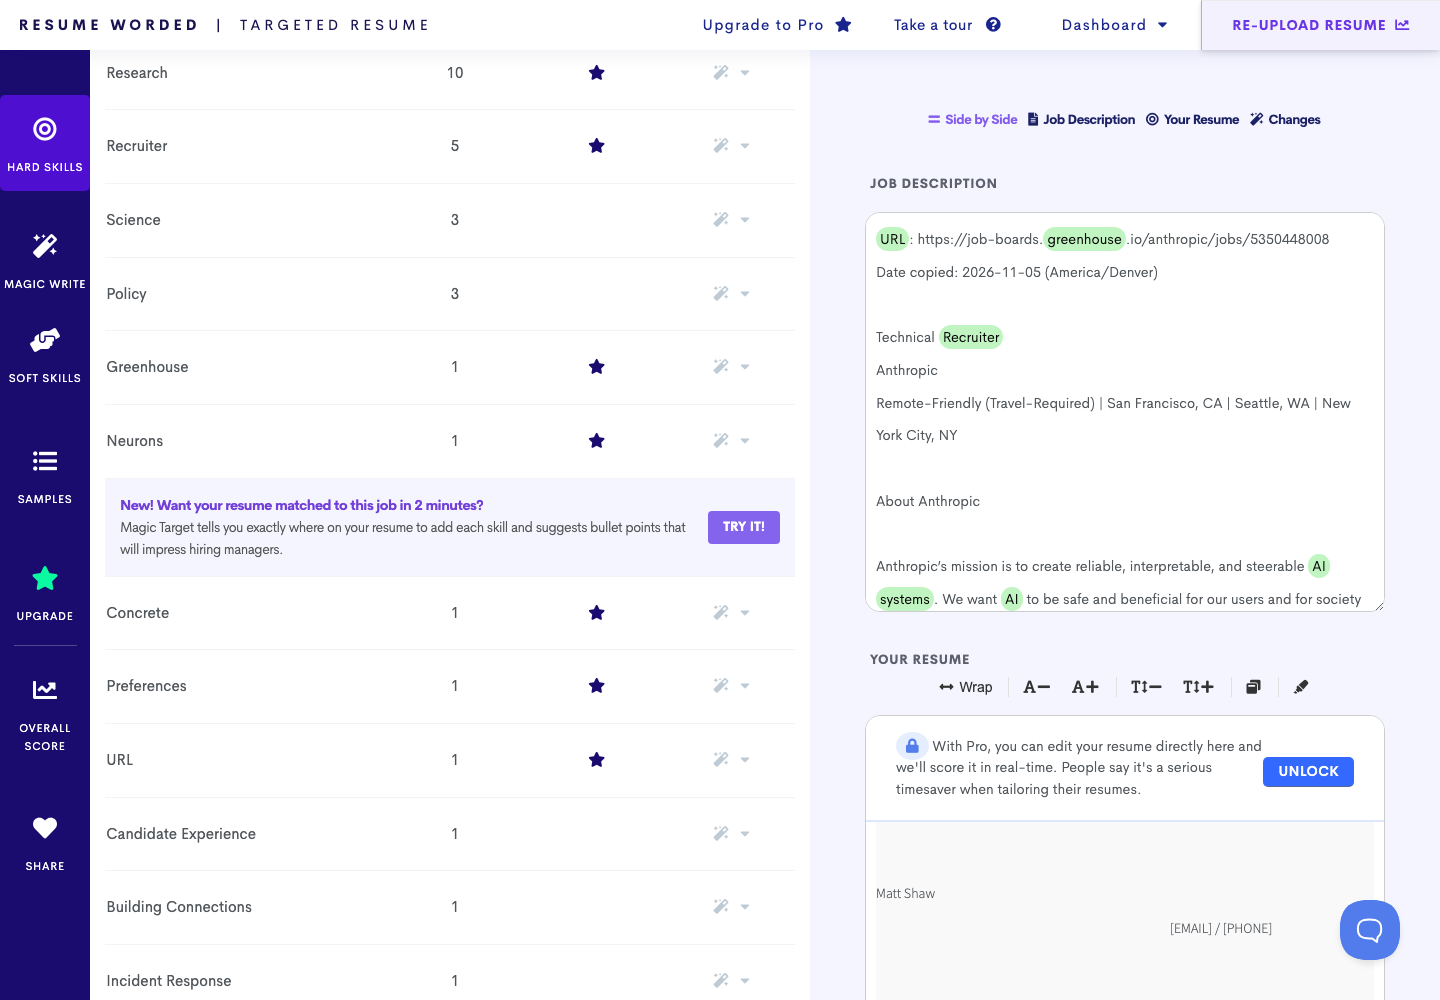 RESUME WORDED | TARGETED RESUME
Upgrade to Pro
Take a tour
Dashboard
RE-UPLOAD RESUME
HARD SKILLS
MAGIC WRITE
SOFT SKILLS
SAMPLES
UPGRADE
OVERALL
SCORE
SHARE
Research 10
Recruiter 5
Science 3
Policy 3
Greenhouse 1
Neurons 1
New! Want your resume matched to this job in 2 minutes?
Magic Target tells you exactly where on your resume to add each skill and suggests bullet points that
will impress hiring managers.
TRY IT!
Concrete 1
Preferences 1
URL 1
Candidate Experience 1
Building Connections 1
Incident Response 1
Side by Side Job Description Your Resume Changes
JOB DESCRIPTION
URL: https://job-boards.greenhouse.io/anthropic/jobs/5350448008
Date copied: 2026-11-05 (America/Denver)
Technical Recruiter
Anthropic
Remote-Friendly (Travel-Required) | San Francisco, CA | Seattle, WA | New
York City, NY
About Anthropic
Anthropic's mission is to create reliable, interpretable, and steerable AI
systems. We want AI to be safe and beneficial for our users and for society
YOUR RESUME
Wrap A A T T
With Pro, you can edit your resume directly here and
we'll score it in real-time. People say it's a serious
timesaver when tailoring their resumes.
UNLOCK
Matt Shaw
[EMAIL] / [PHONE]